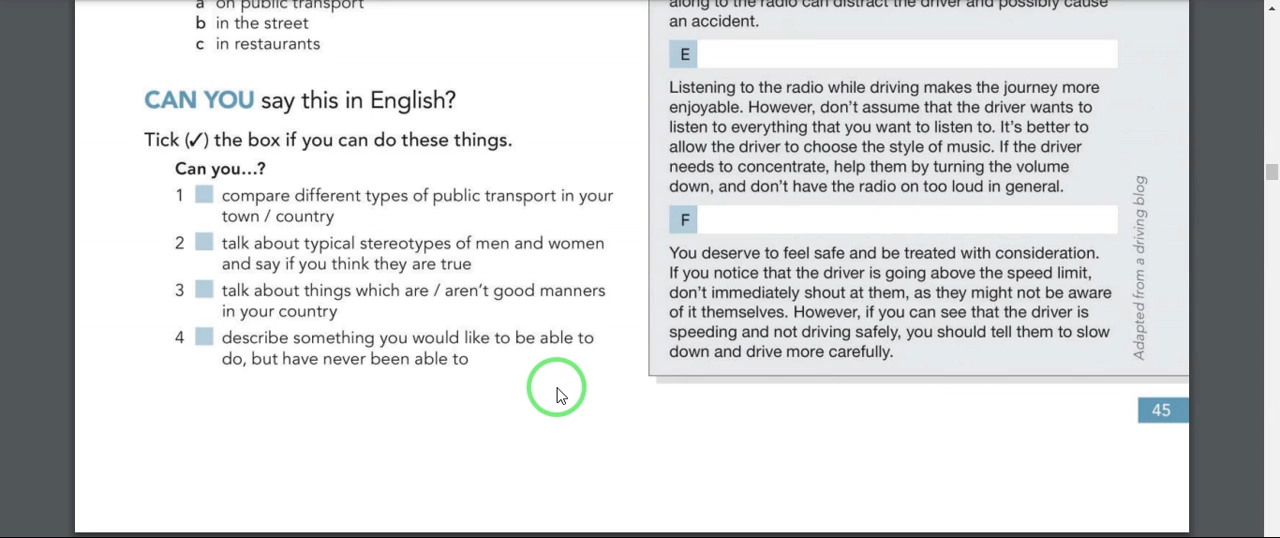 a on public transport
b in the street
c in restaurants
CAN YOU say this in English?
Tick (✓) the box if you can do these things.
Can you...?
1 compare different types of public transport in your
town / country
2 talk about typical stereotypes of men and women
and say if you think they are true
3 talk about things which are / aren't good manners
in your country
4 describe something you would like to be able to
do, but have never been able to
along to the radio can distract the driver and possibly cause
an accident.
E
Listening to the radio while driving makes the journey more
enjoyable. However, don't assume that the driver wants to
listen to everything that you want to listen to. It's better to
allow the driver to choose the style of music. If the driver
needs to concentrate, help them by turning the volume
down, and don't have the radio on too loud in general.
F
You deserve to feel safe and be treated with consideration.
If you notice that the driver is going above the speed limit,
don't immediately shout at them, as they might not be aware
of it themselves. However, if you can see that the driver is
speeding and not driving safely, you should tell them to slow
down and drive more carefully.
Adapted from a driving blog
45